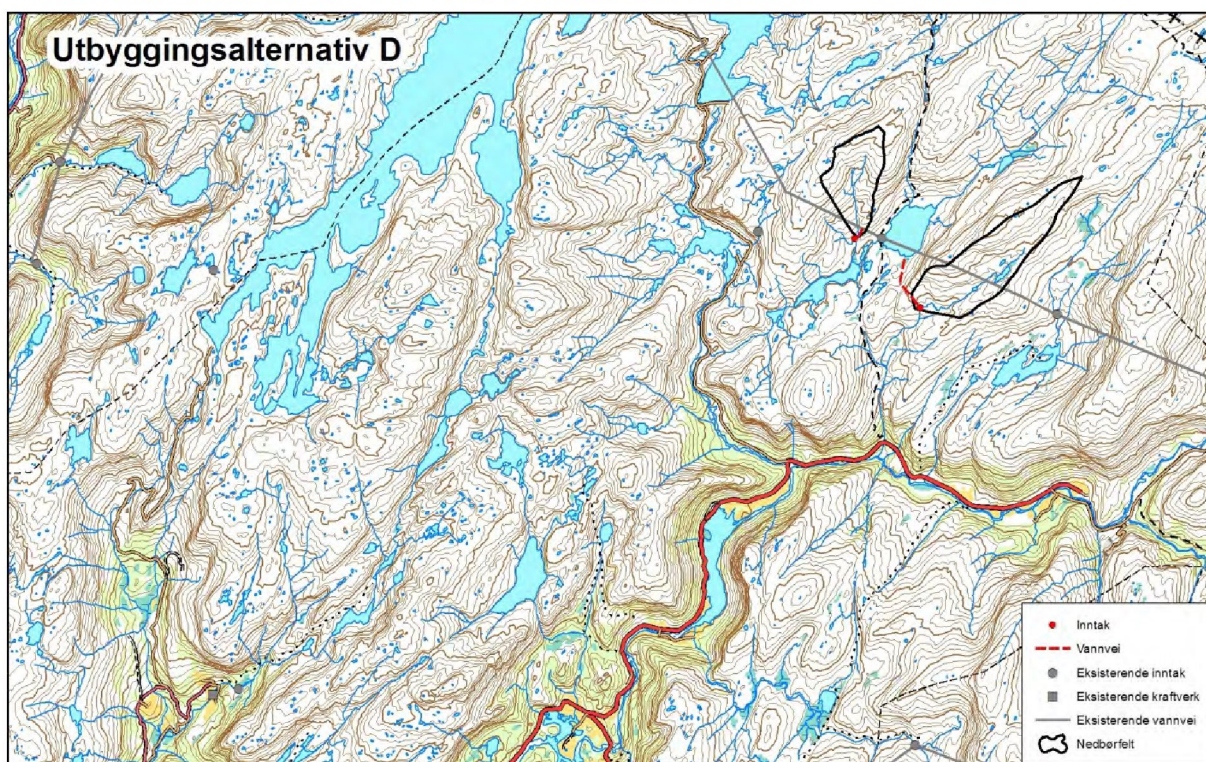 Utbyggingsalternativ D
Inntak
Vannvei
Eksisterende inntak
Eksisterende kraftverk
Eksisterende vannvei
Nedbørfelt